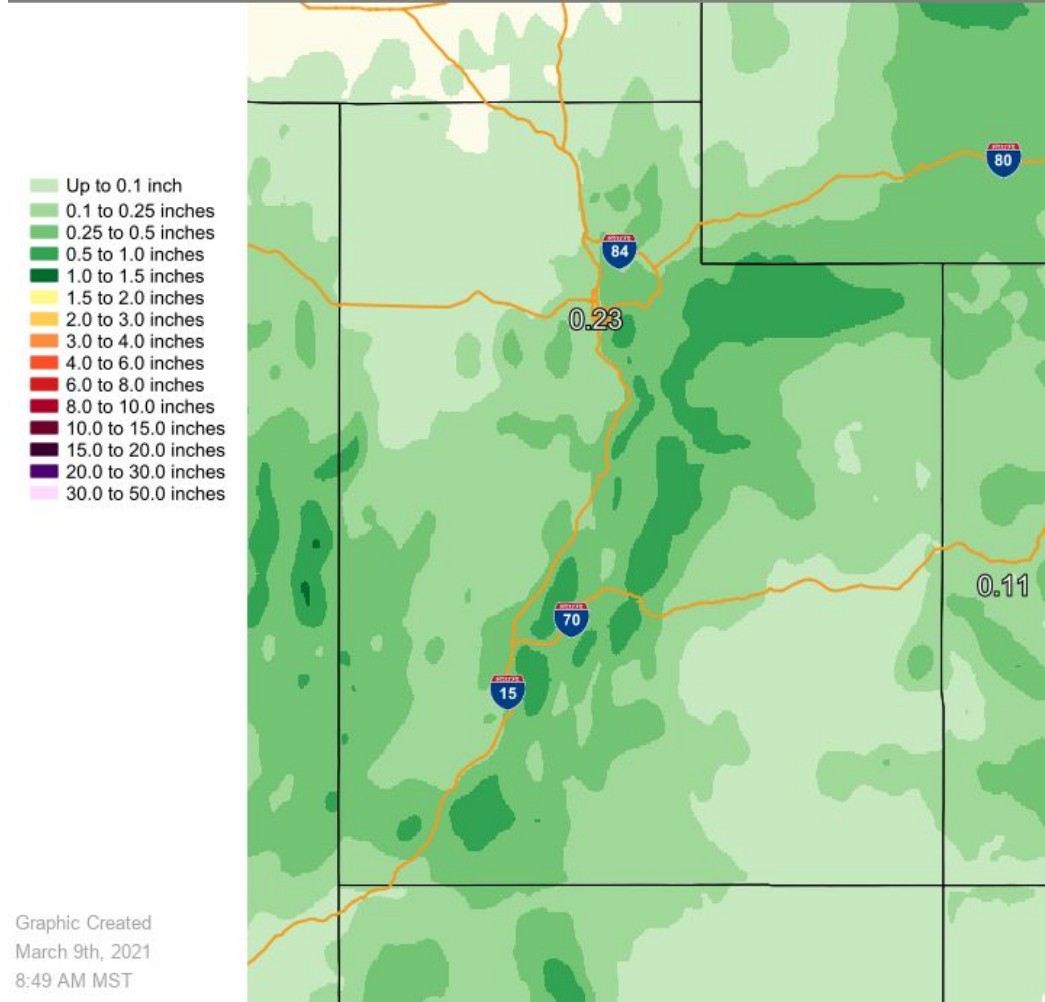 Up to 0.1 inch
0.1 to 0.25 inches
0.25 to 0.5 inches
0.5 to 1.0 inches
1.0 to 1.5 inches
1.5 to 2.0 inches
2.0 to 3.0 inches
3.0 to 4.0 inches
4.0 to 6.0 inches
6.0 to 8.0 inches
8.0 to 10.0 inches
10.0 to 15.0 inches
15.0 to 20.0 inches
20.0 to 30.0 inches
30.0 to 50.0 inches
80
84
0.23
0.11
70
15
Graphic Created
March 9th, 2021
8:49 AM MST